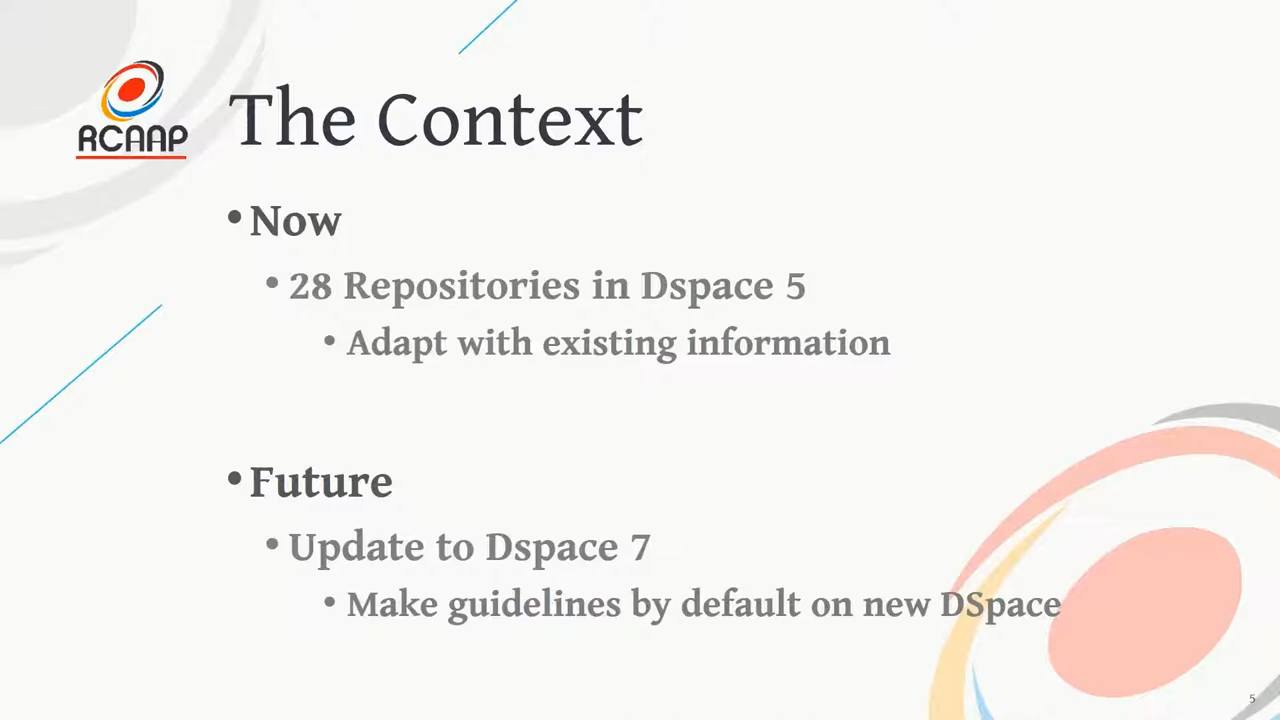 RCAAP
The Context
• Now
• 28 Repositories in Dspace 5
• Adapt with existing information
• Future
• Update to Dspace 7
• Make guidelines by default on new DSpace
5